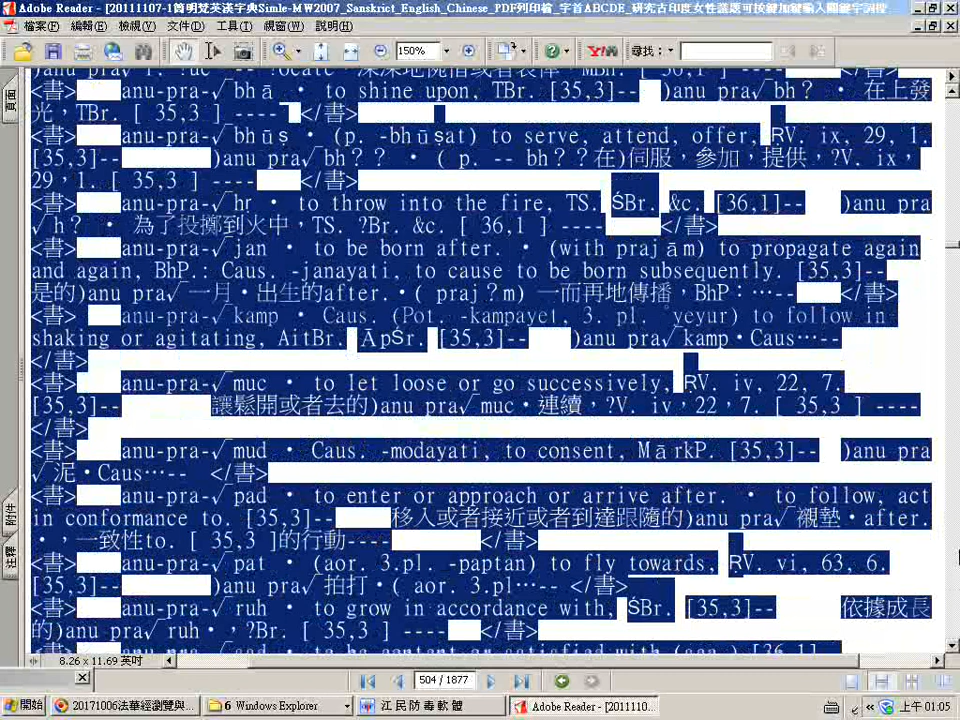 Adobe Reader - [20111107-1簡明梵英漢字典Simle-MW2007_Sanskrict_English_Chinese_PDF列印檔_字首ABCDE_研究古印度女性議題可按鍵鍵輸入關鍵字詞搜
檔案(F) 編輯(E) 檢視(V) 文件(D) 工具(T) 視窗(W) 說明(H)
150% Y! 尋找:
頁面
<書> anu-pra-√bhā • to shine upon, TBr. [35,3]-- )anu pra√bh? • 在上發
光,TBr. [ 35,3 ] ---- </書>
<書> anu-pra-√bhūṣ • (p. -bhūṣat) to serve, attend, offer, RV. ix, 29, 1.
[35,3]-- )anu pra√bh?? • ( p. -- bh??在)伺服,參加,提供,?V. ix,
29,1. [ 35,3 ] ---- </書>
<書> anu-pra-√hṛ • to throw into the fire, TS. ŚBr. &c. [36,1]-- )anu pra
√h? • 為了投擲到火中,TS. ?Br. &c. [ 36,1 ] ---- </書>
<書> anu-pra-√jan • to be born after. • (with prajām) to propagate again
and again, BhP.: Caus. -janayati, to cause to be born subsequently. [35,3]--
是的)anu pra√一月•出生的after.•( praj?m) 一而再地傳播,BhP:…-- </書>
<書> anu-pra-√kamp • Caus. (Pot. -kampayet, 3. pl. °yeyur) to follow in
shaking or agitating, AitBr. ĀpŚr. [35,3]-- )anu pra√kamp•Caus…--
</書>
<書> anu-pra-√muc • to let loose or go successively, RV. iv, 22, 7.
[35,3]-- 讓鬆開或者去的)anu pra√muc•連續,?V. iv,22,7. [ 35,3 ] ----
</書>
<書> anu-pra-√mud • Caus. -modayati, to consent, MārkP. [35,3]-- )anu pra
√泥•Caus…-- </書>
<書> anu-pra-√pad • to enter or approach or arrive after. • to follow, act
in conformance to. [35,3]-- 移入或者接近或者到達跟隨的)anu pra√襯墊•after.
•,一致性to. [ 35,3 ]的行動---- </書>
<書> anu-pra-√pat • (aor. 3.pl. -paptan) to fly towards, RV. vi, 63, 6.
[35,3]-- )anu pra√拍打•( aor. 3.pl…-- </書>
<書> anu-pra-√ruh • to grow in accordance with, ŚBr. [35,3]-- 依據成長
的)anu pra√ruh•,?Br. [ 35,3 ] ---- </書>
附件
注釋
8.26 x 11.69 英吋
504 / 1877
開始 20171006法華經瀏覽與... 6 Windows Explorer 江民防毒軟體 Adobe Reader - [2011110... 上午 01:05